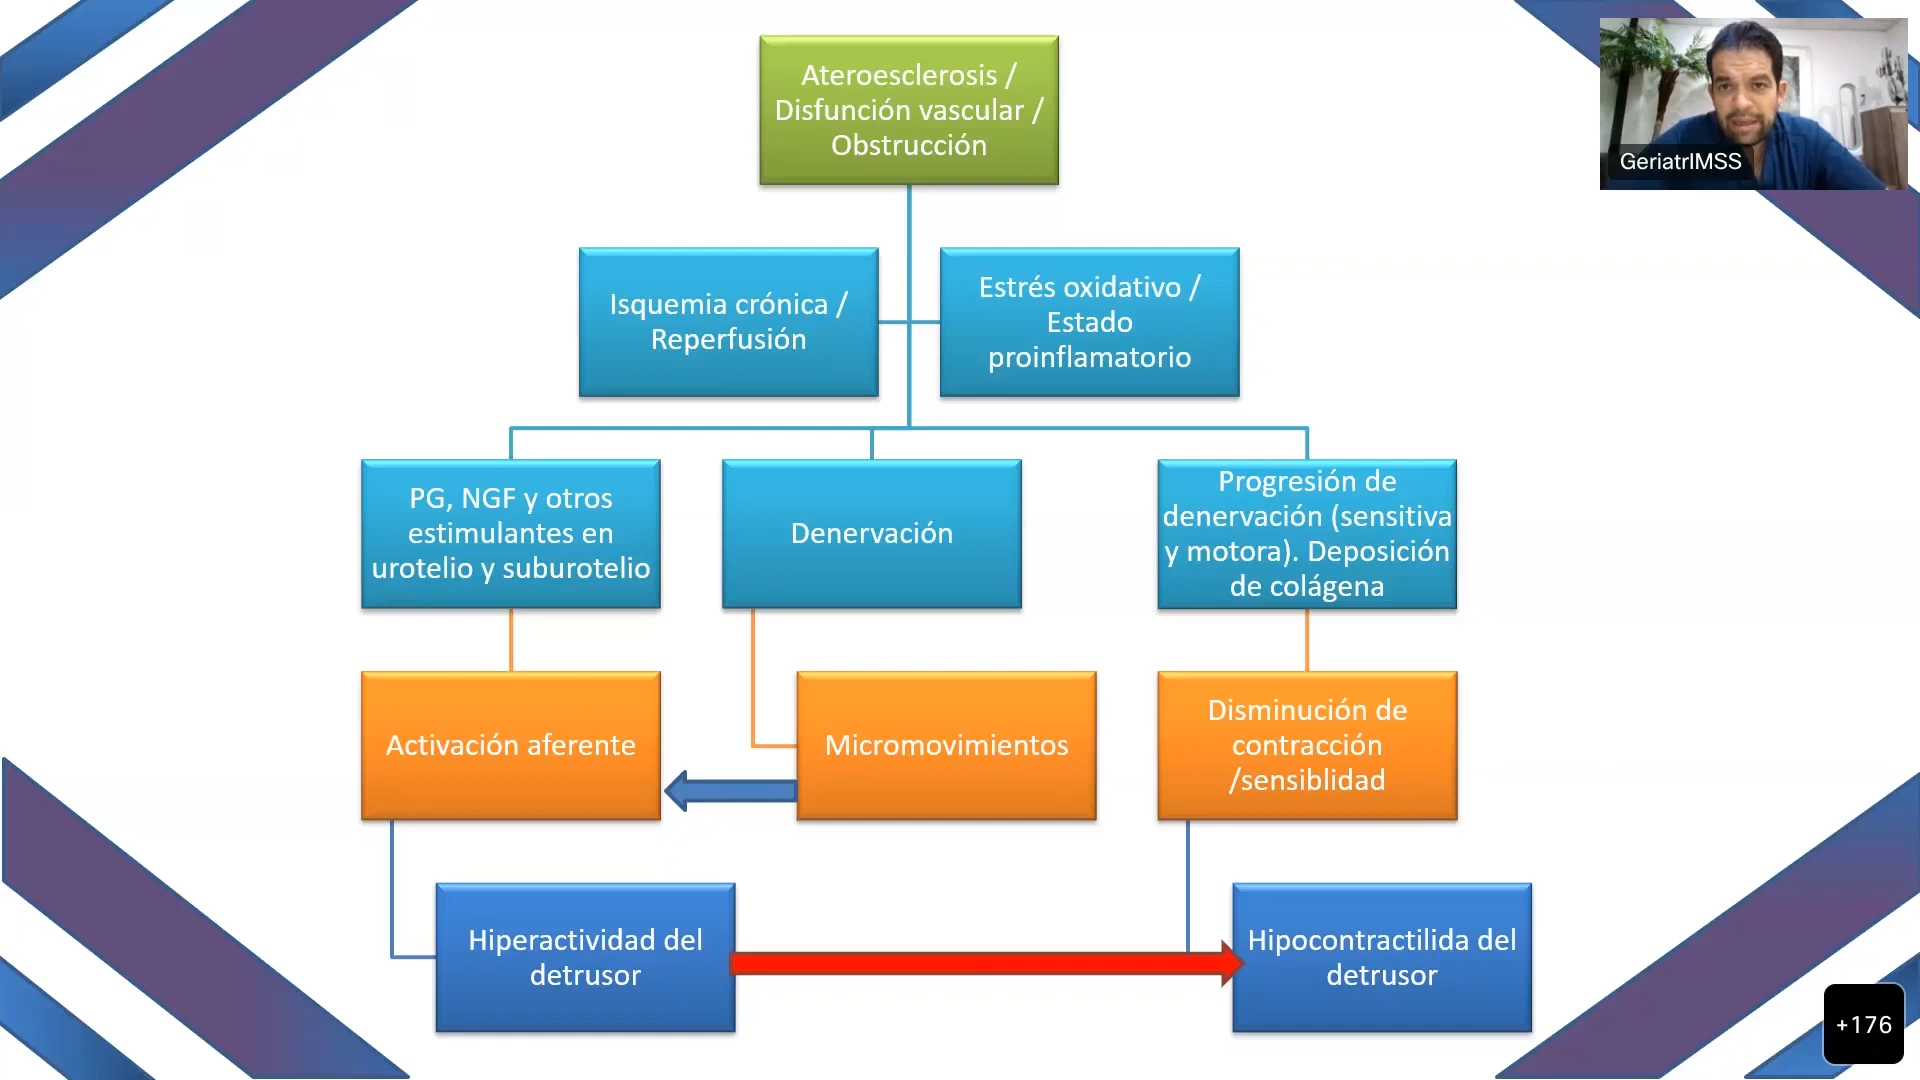 Ateroesclerosis /
Disfunción vascular /
Obstrucción
GeriatrIMSS
Isquemia crónica /
Reperfusión
Estrés oxidativo /
Estado
proinflamatorio
PG, NGF y otros
estimulantes en
urotelio y suburotelio
Denervación
Progresión de
denervación (sensitiva
y motora). Deposición
de colágena
Activación aferente
Micromovimientos
Disminución de
contracción
/sensiblidad
Hiperactividad del
detrusor
Hipocontractilida del
detrusor
+176